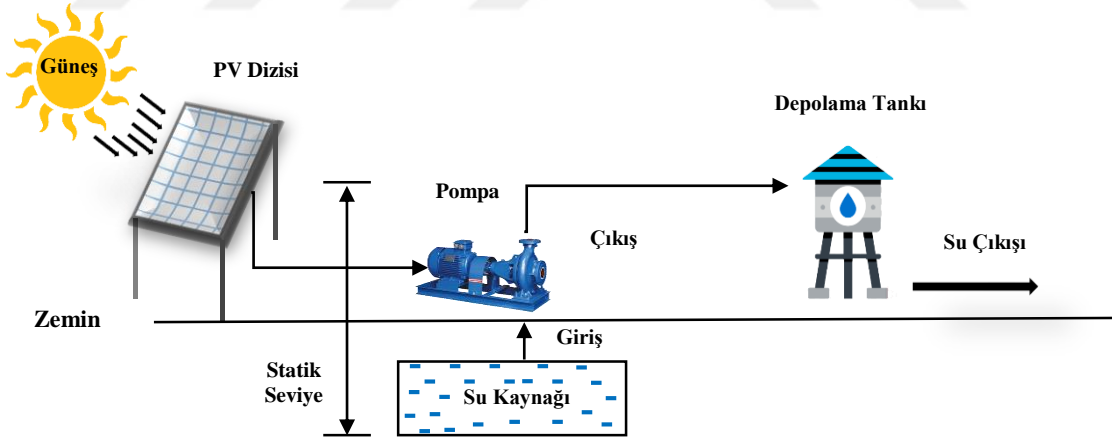 Güneş
PV Dizisi
Depolama Tankı
Pompa
Çıkış
Su Çıkışı
Zemin
Giriş
Statik
Seviye
Su Kaynağı